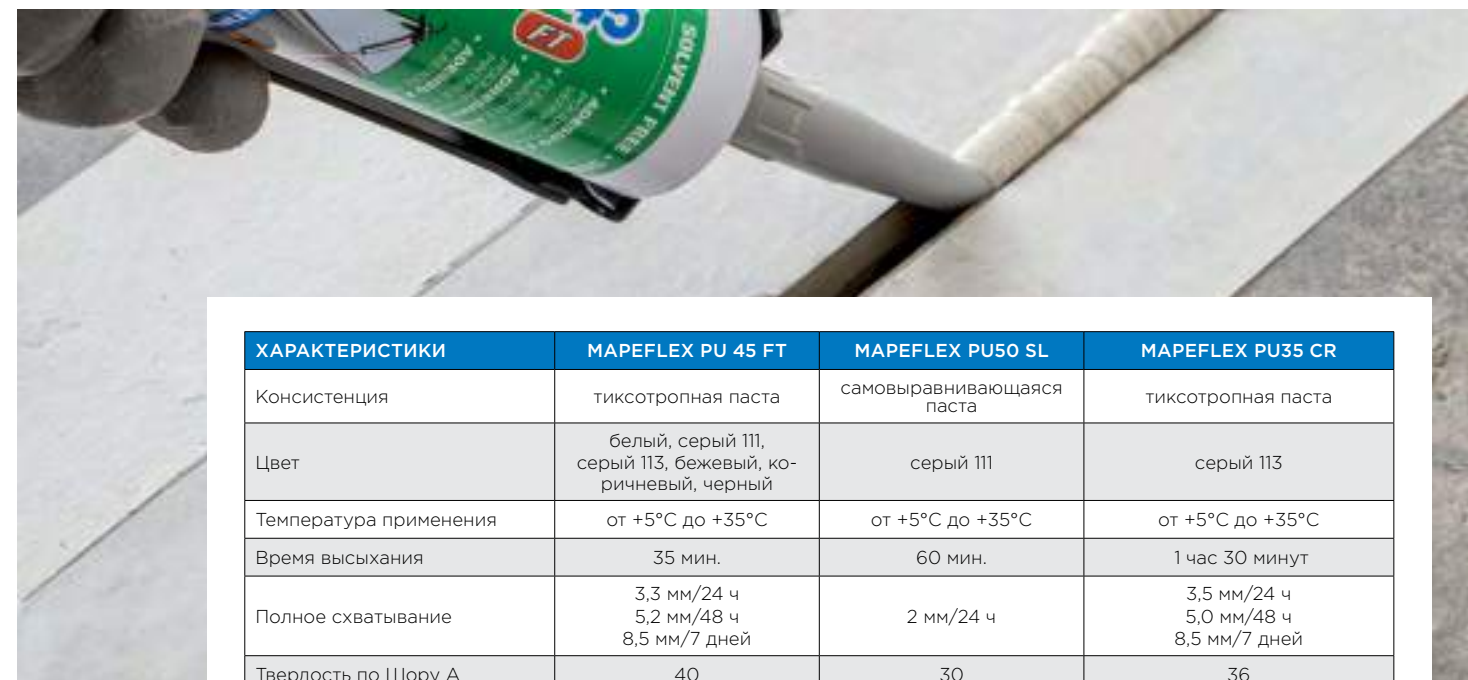 FT
SOLVENT FREE
ХАРАКТЕРИСТИКИ MAPEFLEX PU 45 FT MAPEFLEX PU50 SL MAPEFLEX PU35 CR
Консистенция тиксотропная паста самовыравнивающаяся паста тиксотропная паста
Цвет белый, серый 111, серый 113, бежевый, ко-
ричневый, черный серый 111 серый 113
Температура применения от +5°C до +35°C от +5°C до +35°C от +5°C до +35°C
Время высыхания 35 мин. 60 мин. 1 час 30 минут
Полное схватывание 3,3 мм/24 ч 5,2 мм/48 ч 8,5 мм/7 дней 2 мм/24 ч 3,5 мм/24 ч 5,0 мм/48 ч 8,5 мм/7 дней
Твердость по Шору А 40 30 36